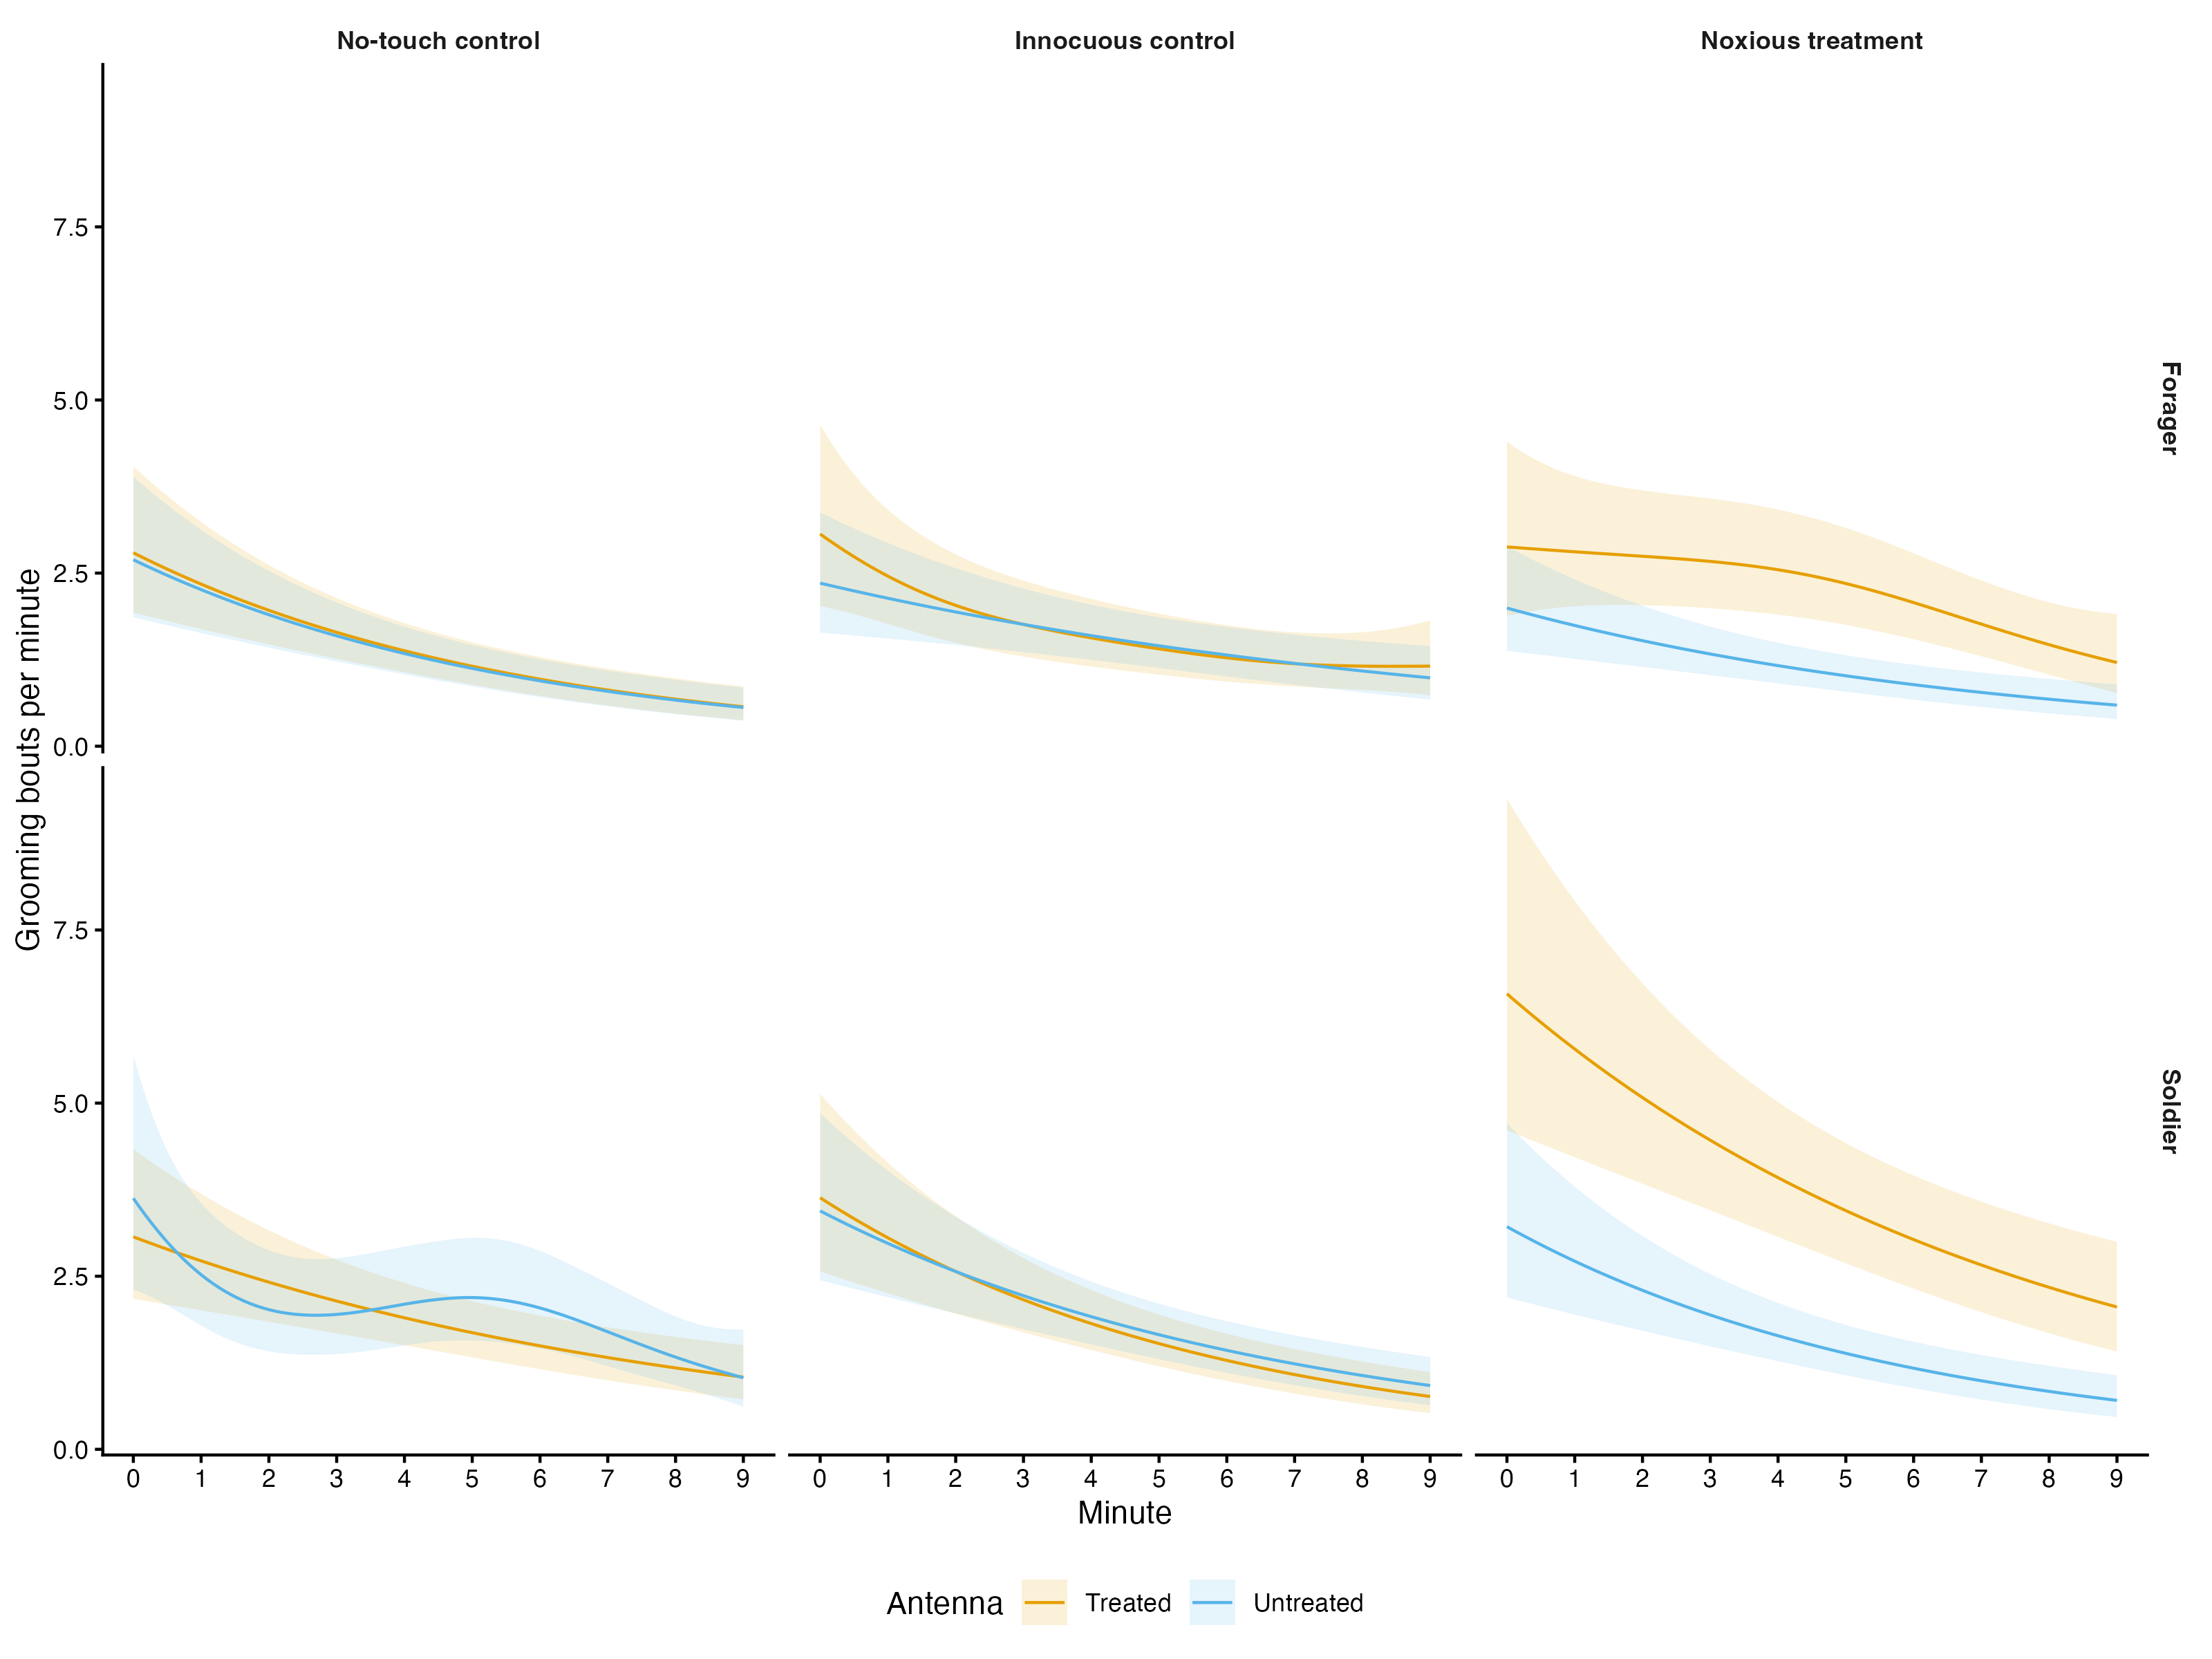 No-touch control Innocuous control Noxious treatment
Grooming bouts per minute
7.5
5.0
2.5
0.0
Forager
7.5
5.0
2.5
0.0
Soldier
0 1 2 3 4 5 6 7 8 9 0 1 2 3 4 5 6 7 8 9 0 1 2 3 4 5 6 7 8 9
Minute
Antenna Treated Untreated